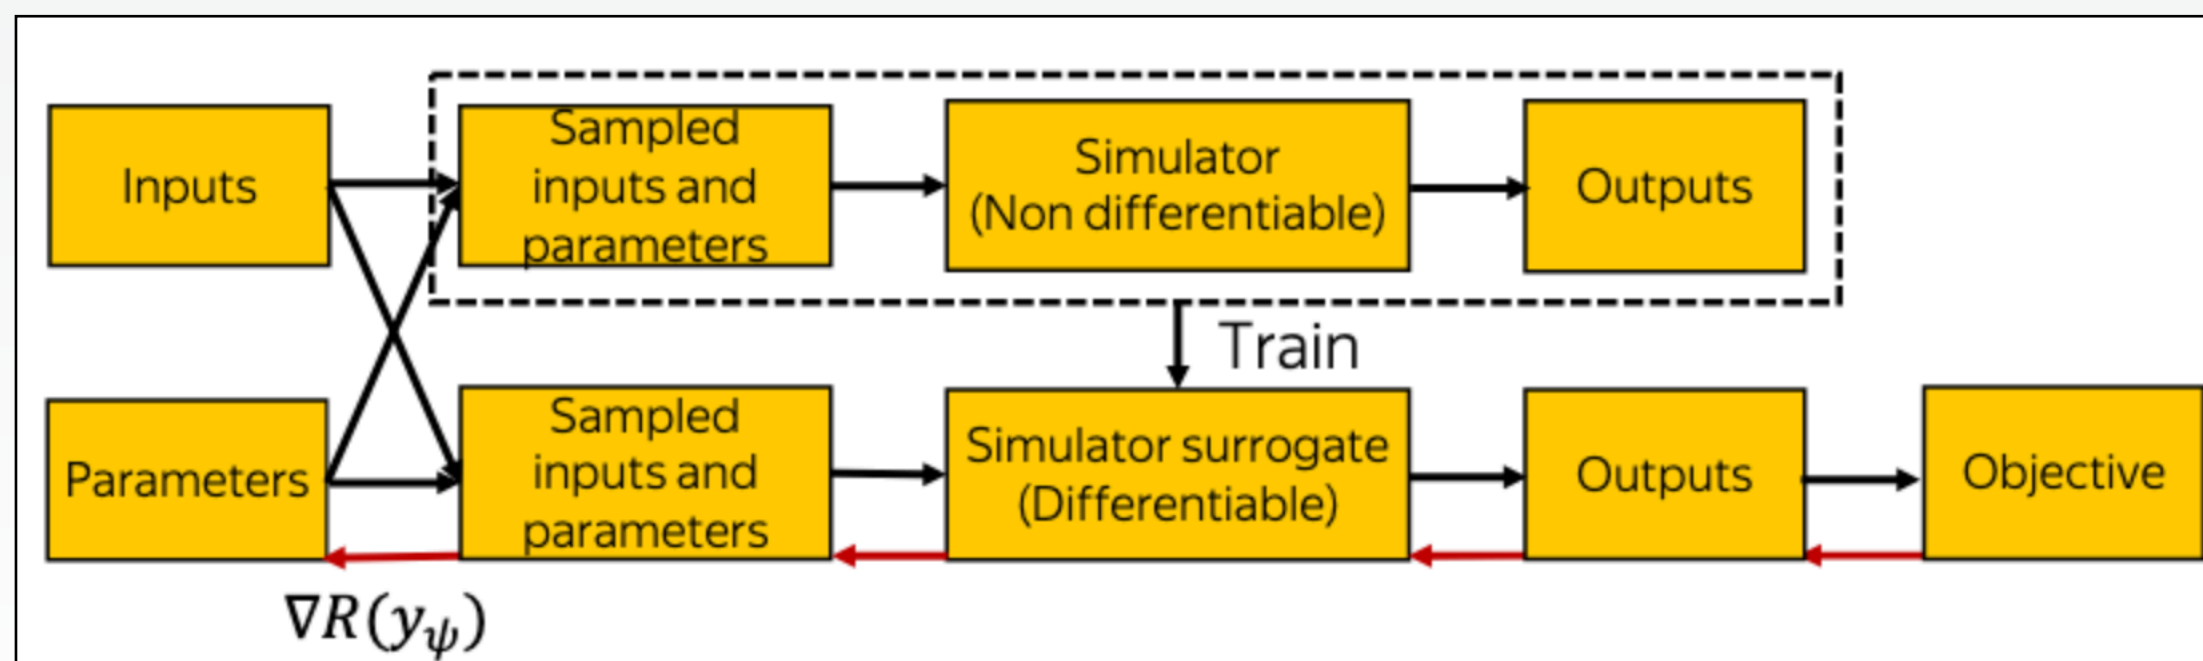 Inputs
Sampled
inputs and
parameters
Simulator
(Non differentiable)
Outputs
Train
Parameters
Sampled
inputs and
parameters
Simulator surrogate
(Differentiable)
Outputs
Objective
∇R(y_ψ)